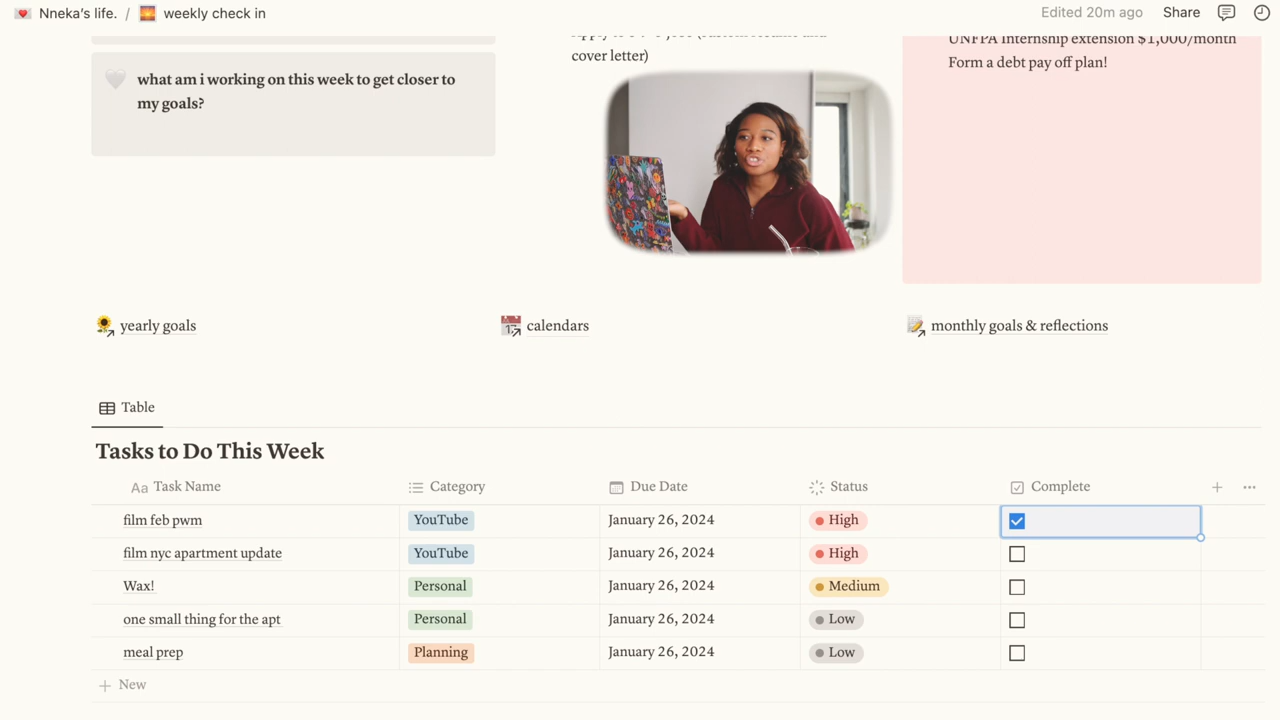 Nneka's life. / weekly check in
Edited 20m ago Share
cover letter)
UNFPA Internship extension $1,000/month
Form a debt pay off plan!
what am i working on this week to get closer to
my goals?
yearly goals
calendars
monthly goals & reflections
Table
Tasks to Do This Week
Aa Task Name Category Due Date Status Complete
film feb pwm YouTube January 26, 2024 High
film nyc apartment update YouTube January 26, 2024 High
Wax! Personal January 26, 2024 Medium
one small thing for the apt Personal January 26, 2024 Low
meal prep Planning January 26, 2024 Low
+ New